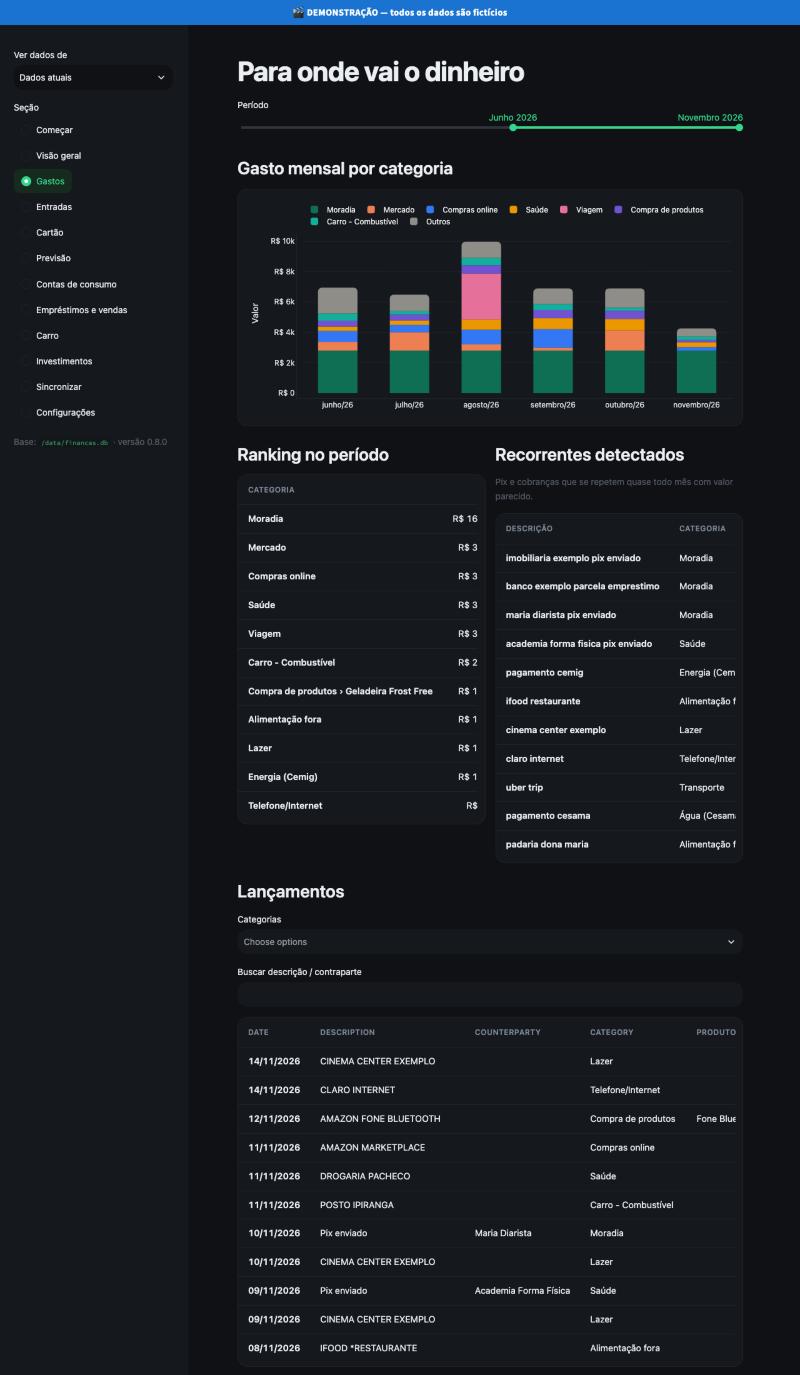 🎬 DEMONSTRAÇÃO — todos os dados são fictícios
Ver dados de
Dados atuais
Seção
Começar
Visão geral
Gastos
Entradas
Cartão
Previsão
Contas de consumo
Empréstimos e vendas
Carro
Investimentos
Sincronizar
Configurações
Base: /data/financas.db · versão 0.8.0
Para onde vai o dinheiro
Período
Junho 2026 Novembro 2026
Gasto mensal por categoria
Moradia Mercado Compras online Saúde Viagem Compra de produtos
Carro - Combustível Outros
R$ 10k
R$ 8k
R$ 6k
R$ 4k
R$ 2k
R$ 0
Valor
junho/26 julho/26 agosto/26 setembro/26 outubro/26 novembro/26
Ranking no período
CATEGORIA
Moradia R$ 16
Mercado R$ 3
Compras online R$ 3
Saúde R$ 3
Viagem R$ 3
Carro - Combustível R$ 2
Compra de produtos › Geladeira Frost Free R$ 1
Alimentação fora R$ 1
Lazer R$ 1
Energia (Cemig) R$ 1
Telefone/Internet R$
Recorrentes detectados
Pix e cobranças que se repetem quase todo mês com valor
parecido.
DESCRIÇÃO CATEGORIA
imobiliaria exemplo pix enviado Moradia
banco exemplo parcela emprestimo Moradia
maria diarista pix enviado Moradia
academia forma fisica pix enviado Saúde
pagamento cemig Energia (Cem
ifood restaurante Alimentação f
cinema center exemplo Lazer
claro internet Telefone/Inter
uber trip Transporte
pagamento cesama Água (Cesama
padaria dona maria Alimentação f
Lançamentos
Categorias
Choose options
Buscar descrição / contraparte
DATE DESCRIPTION COUNTERPARTY CATEGORY PRODUTO
14/11/2026 CINEMA CENTER EXEMPLO Lazer
14/11/2026 CLARO INTERNET Telefone/Internet
12/11/2026 AMAZON FONE BLUETOOTH Compra de produtos Fone Blue
11/11/2026 AMAZON MARKETPLACE Compras online
11/11/2026 DROGARIA PACHECO Saúde
11/11/2026 POSTO IPIRANGA Carro - Combustível
10/11/2026 Pix enviado Maria Diarista Moradia
10/11/2026 CINEMA CENTER EXEMPLO Lazer
09/11/2026 Pix enviado Academia Forma Física Saúde
09/11/2026 CINEMA CENTER EXEMPLO Lazer
08/11/2026 IFOOD *RESTAURANTE Alimentação fora